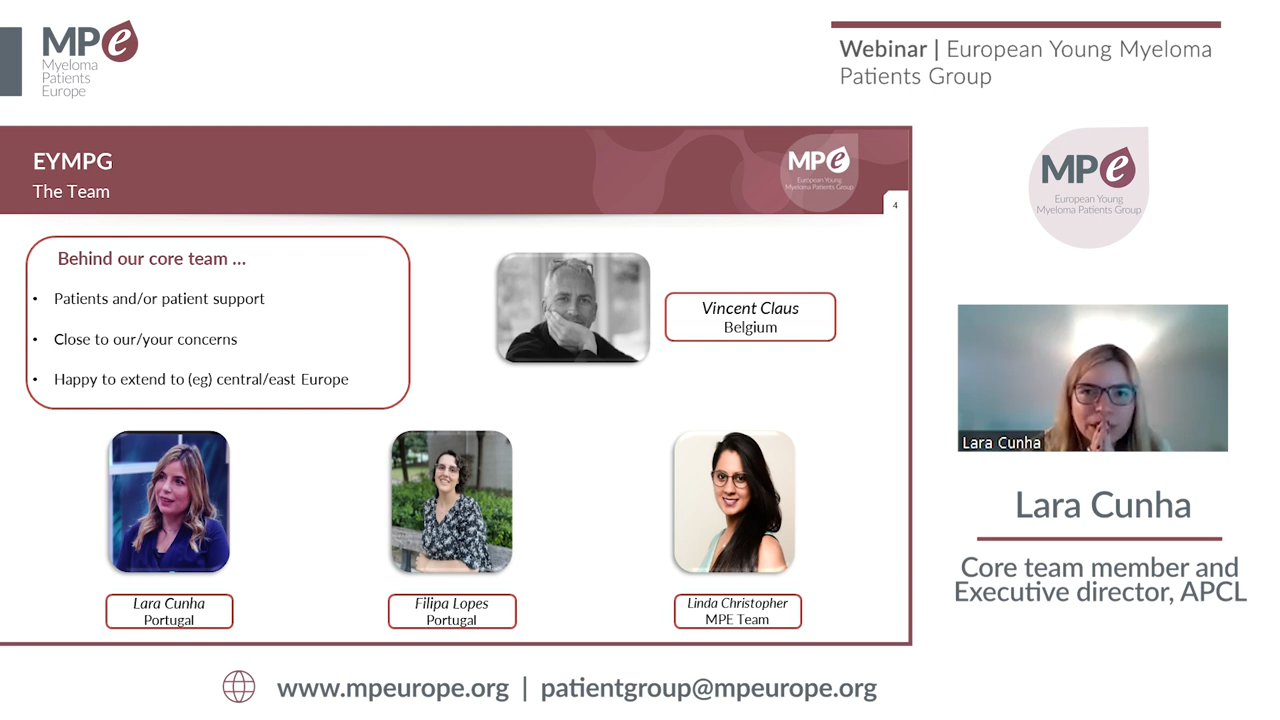 MPe
Myeloma
Patients
Europe
Webinar | European Young Myeloma
Patients Group
EYMPG
The Team
MPe
European Young
Myeloma Patients Group
4
MPe
European Young
Myeloma Patients Group
Behind our core team ...
• Patients and/or patient support
• Close to our/your concerns
• Happy to extend to (eg) central/east Europe
Vincent Claus
Belgium
Lara Cunha
Portugal
Filipa Lopes
Portugal
Linda Christopher
MPE Team
Lara Cunha
Lara Cunha
Core team member and
Executive director, APCL
www.mpeurope.org | patientgroup@mpeurope.org